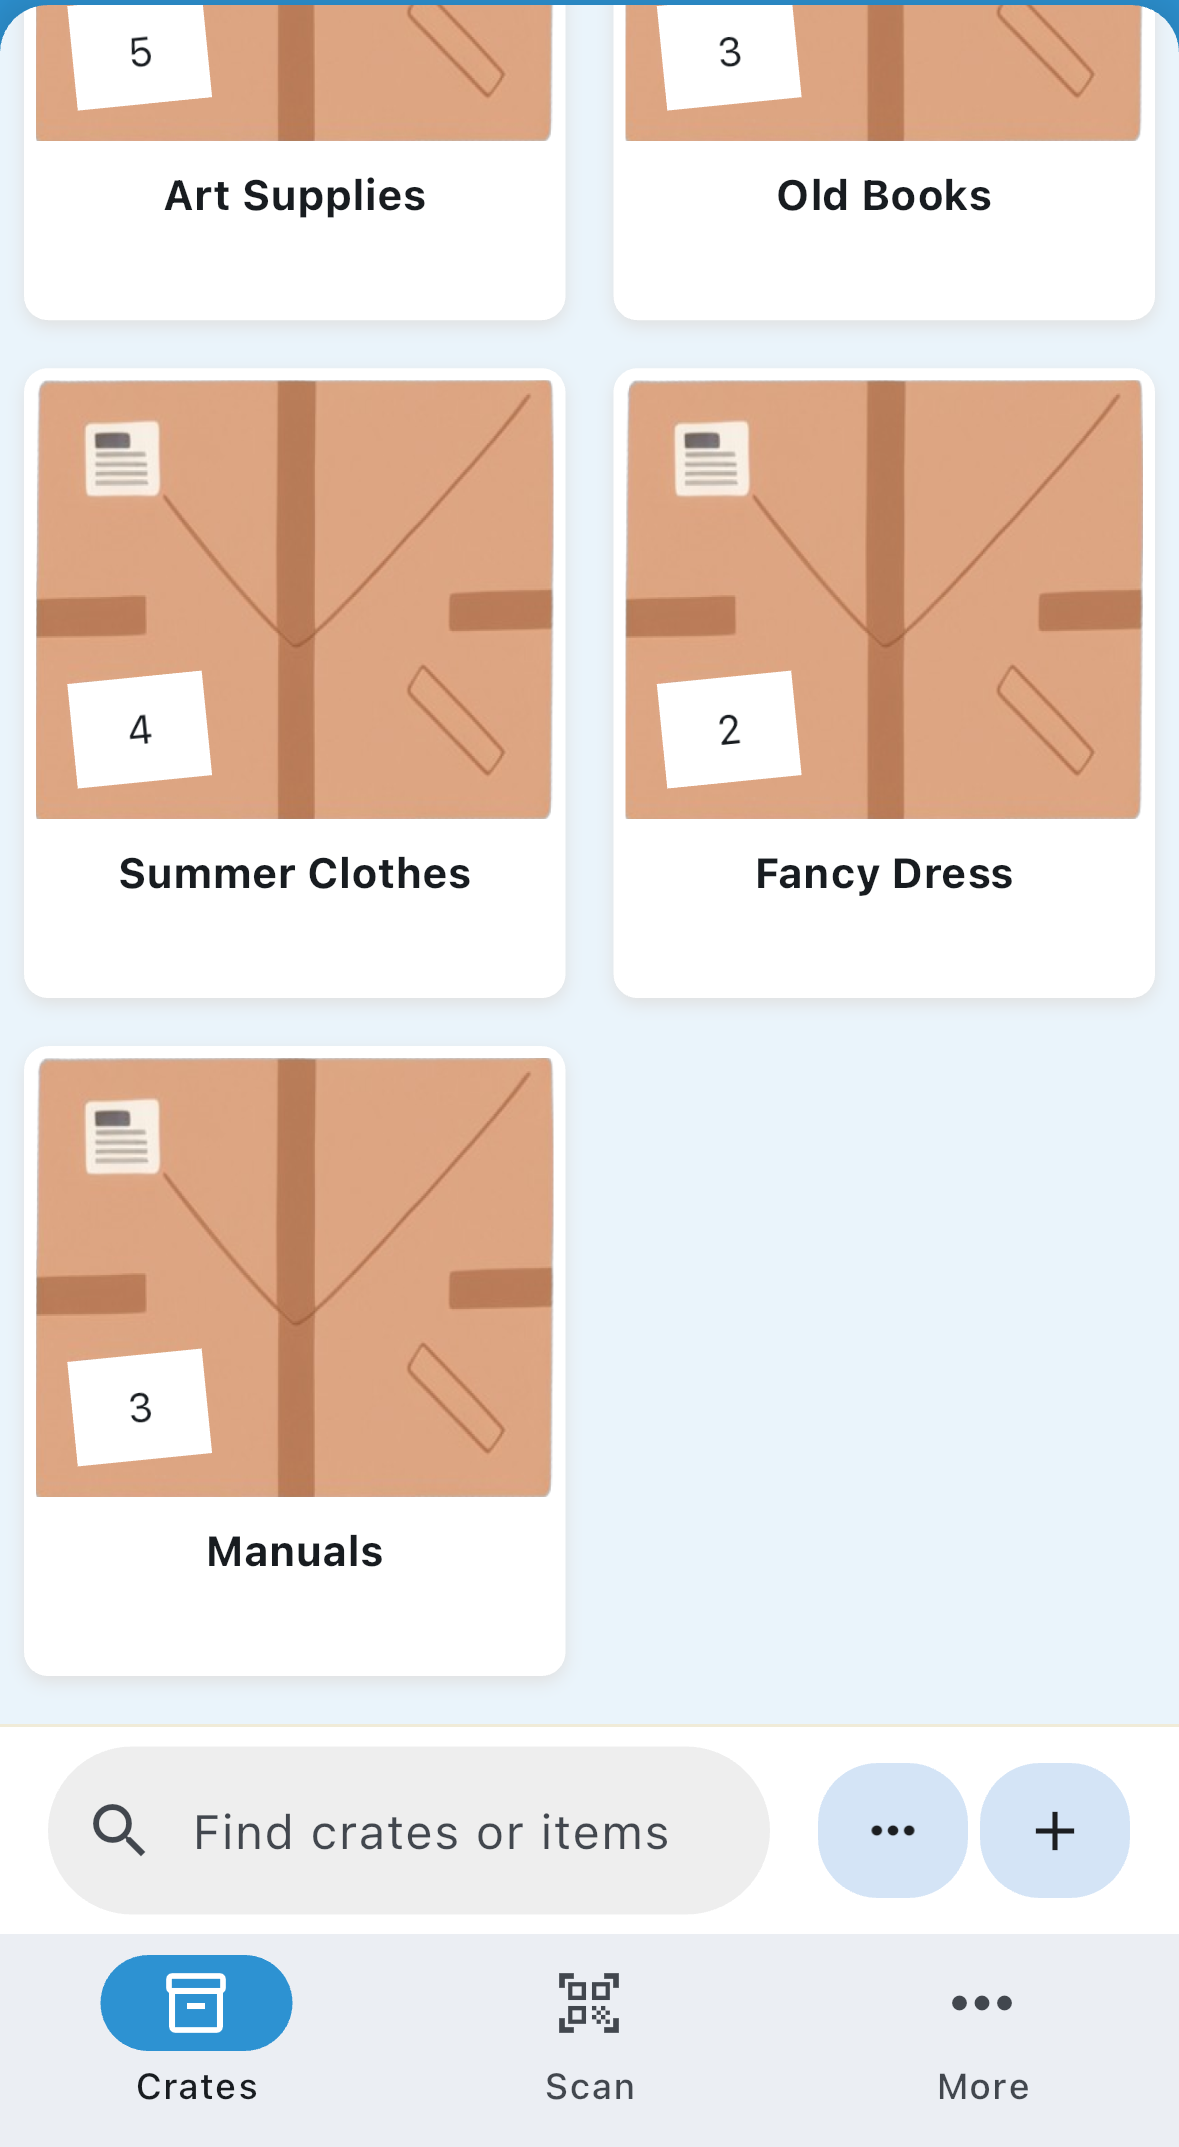 5
3
Art Supplies
Old Books
4
2
Summer Clothes
Fancy Dress
3
Manuals
Find crates or items
Crates
Scan
More